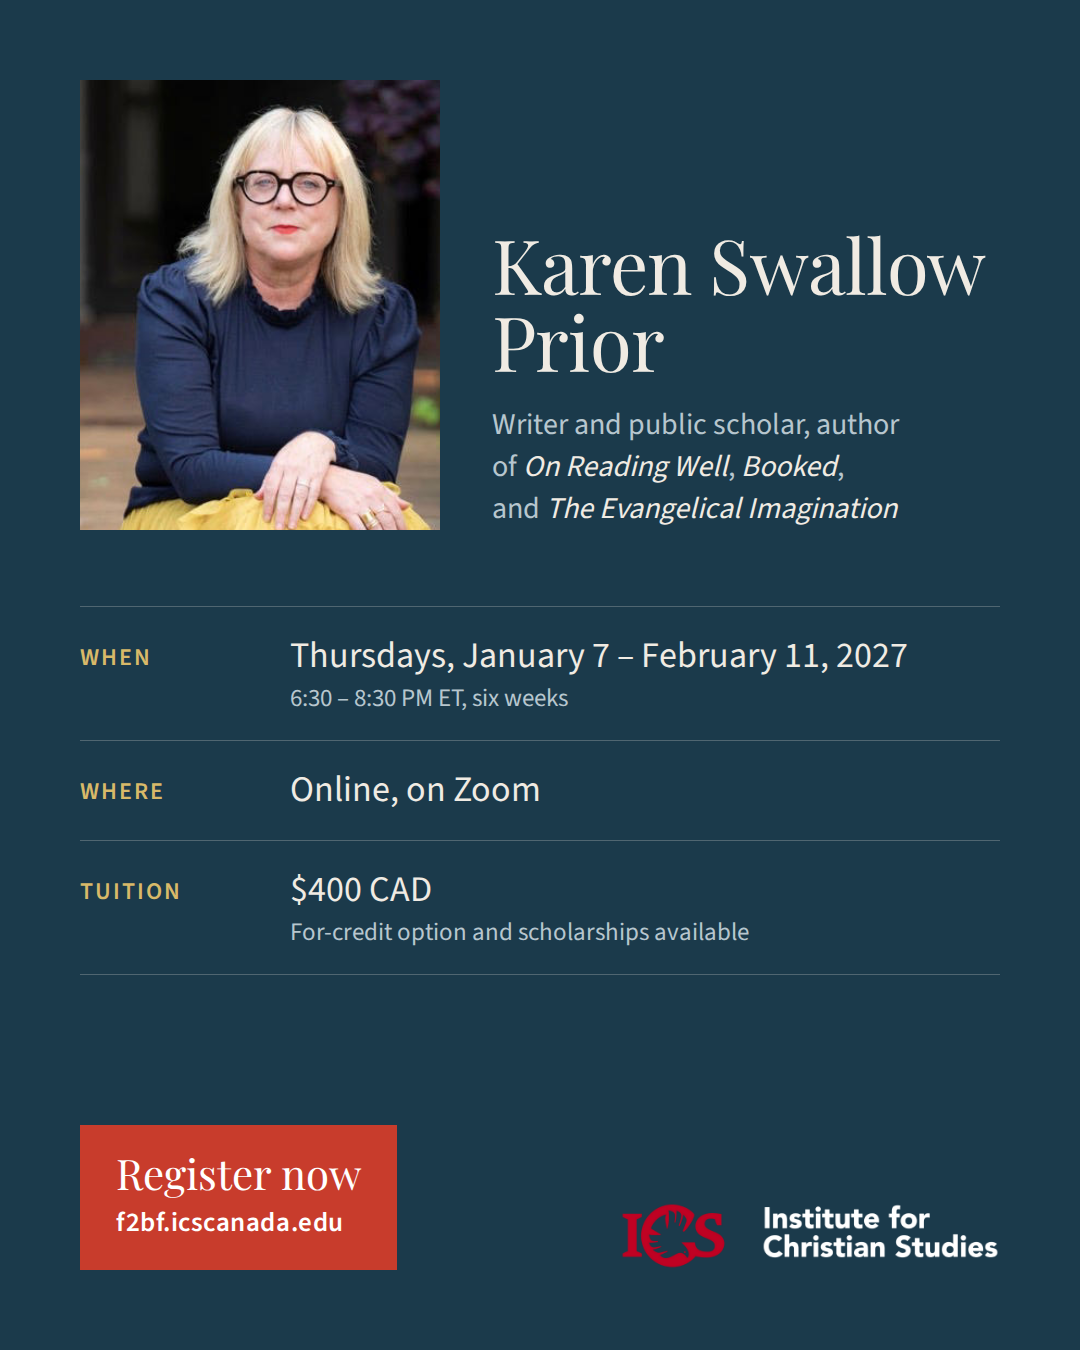 Karen Swallow
Prior
Writer and public scholar, author
of On Reading Well, Booked,
and The Evangelical Imagination
WHEN
Thursdays, January 7 – February 11, 2027
6:30 – 8:30 PM ET, six weeks
WHERE
Online, on Zoom
TUITION
$400 CAD
For-credit option and scholarships available
Register now
f2bf.icscanada.edu
ICS
Institute for
Christian Studies